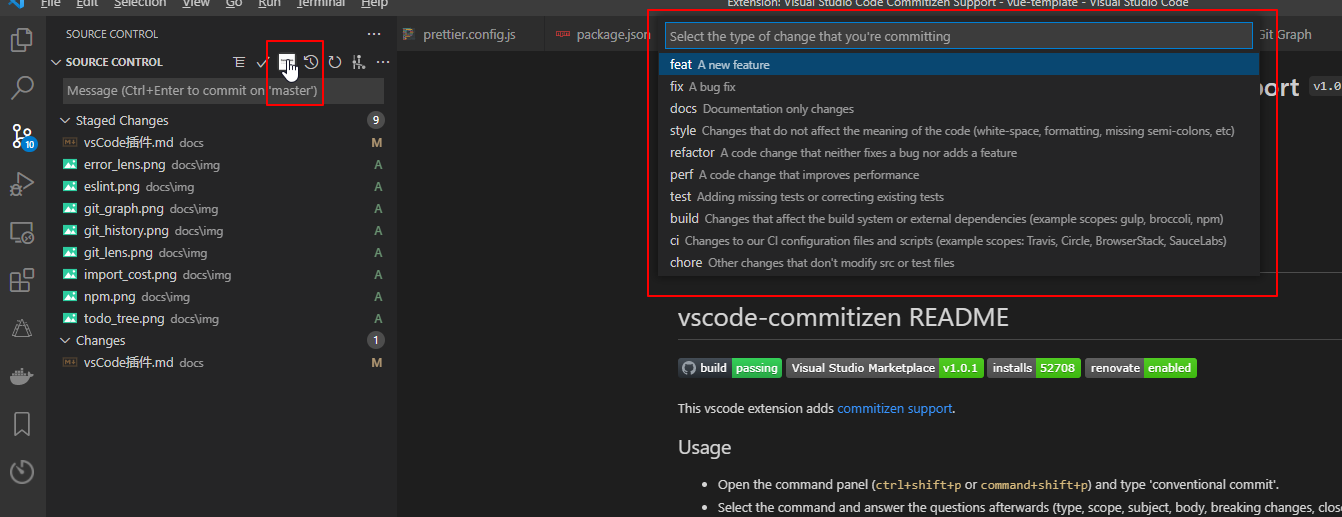 File Edit Selection View Go Run Terminal Help
Extension: Visual Studio Code Commitizen Support - vue-template - Visual Studio Code
SOURCE CONTROL
SOURCE CONTROL
Message (Ctrl+Enter to commit on 'master')
Staged Changes 9
vsCode插件.md docs M
error_lens.png docs\img A
eslint.png docs\img A
git_graph.png docs\img A
git_history.png docs\img A
git_lens.png docs\img A
import_cost.png docs\img A
npm.png docs\img A
todo_tree.png docs\img A
Changes 1
vsCode插件.md docs M
10
prettier.config.js
package.json
Git Graph
Select the type of change that you're committing
feat A new feature
fix A bug fix
docs Documentation only changes
style Changes that do not affect the meaning of the code (white-space, formatting, missing semi-colons, etc)
refactor A code change that neither fixes a bug nor adds a feature
perf A code change that improves performance
test Adding missing tests or correcting existing tests
build Changes that affect the build system or external dependencies (example scopes: gulp, broccoli, npm)
ci Changes to our CI configuration files and scripts (example scopes: Travis, Circle, BrowserStack, SauceLabs)
chore Other changes that don't modify src or test files
v1.0
vscode-commitizen README
build passing Visual Studio Marketplace v1.0.1 installs 52708 renovate enabled
This vscode extension adds commitizen support.
Usage
• Open the command panel (ctrl+shift+p or command+shift+p) and type 'conventional commit'.
• Select the command and answer the questions afterwards (type, scope, subject, body, breaking changes,